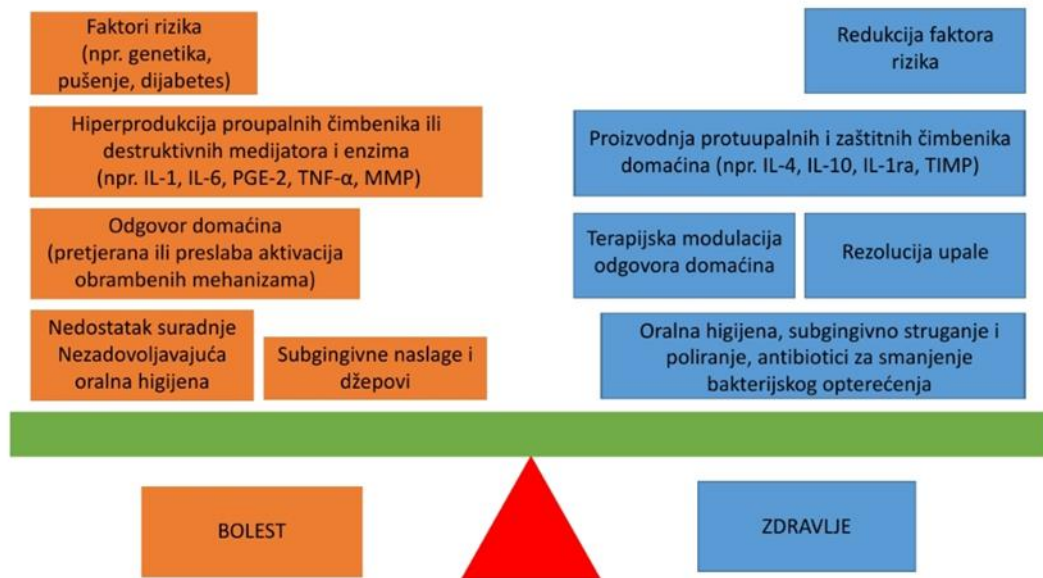 Faktori rizika
(npr. genetika,
pušenje, dijabetes)
Hiperprodukcija proupalnih čimbenika ili
destruktivnih medijatora i enzima
(npr. IL-1, IL-6, PGE-2, TNF-α, MMP)
Odgovor domaćina
(pretjerana ili preslaba aktivacija
obrambenih mehanizama)
Nedostatak suradnje
Nezadovoljavajuća
oralna higijena
Subgingivne naslage i
džepovi
Redukcija faktora
rizika
Proizvodnja protuupalnih i zaštitnih čimbenika
domaćina (npr. IL-4, IL-10, IL-1ra, TIMP)
Terapijska modulacija
odgovora domaćina
Rezolucija upale
Oralna higijena, subgingivno struganje i
poliranje, antibiotici za smanjenje
bakterijskog opterećenja
BOLEST
ZDRAVLJE